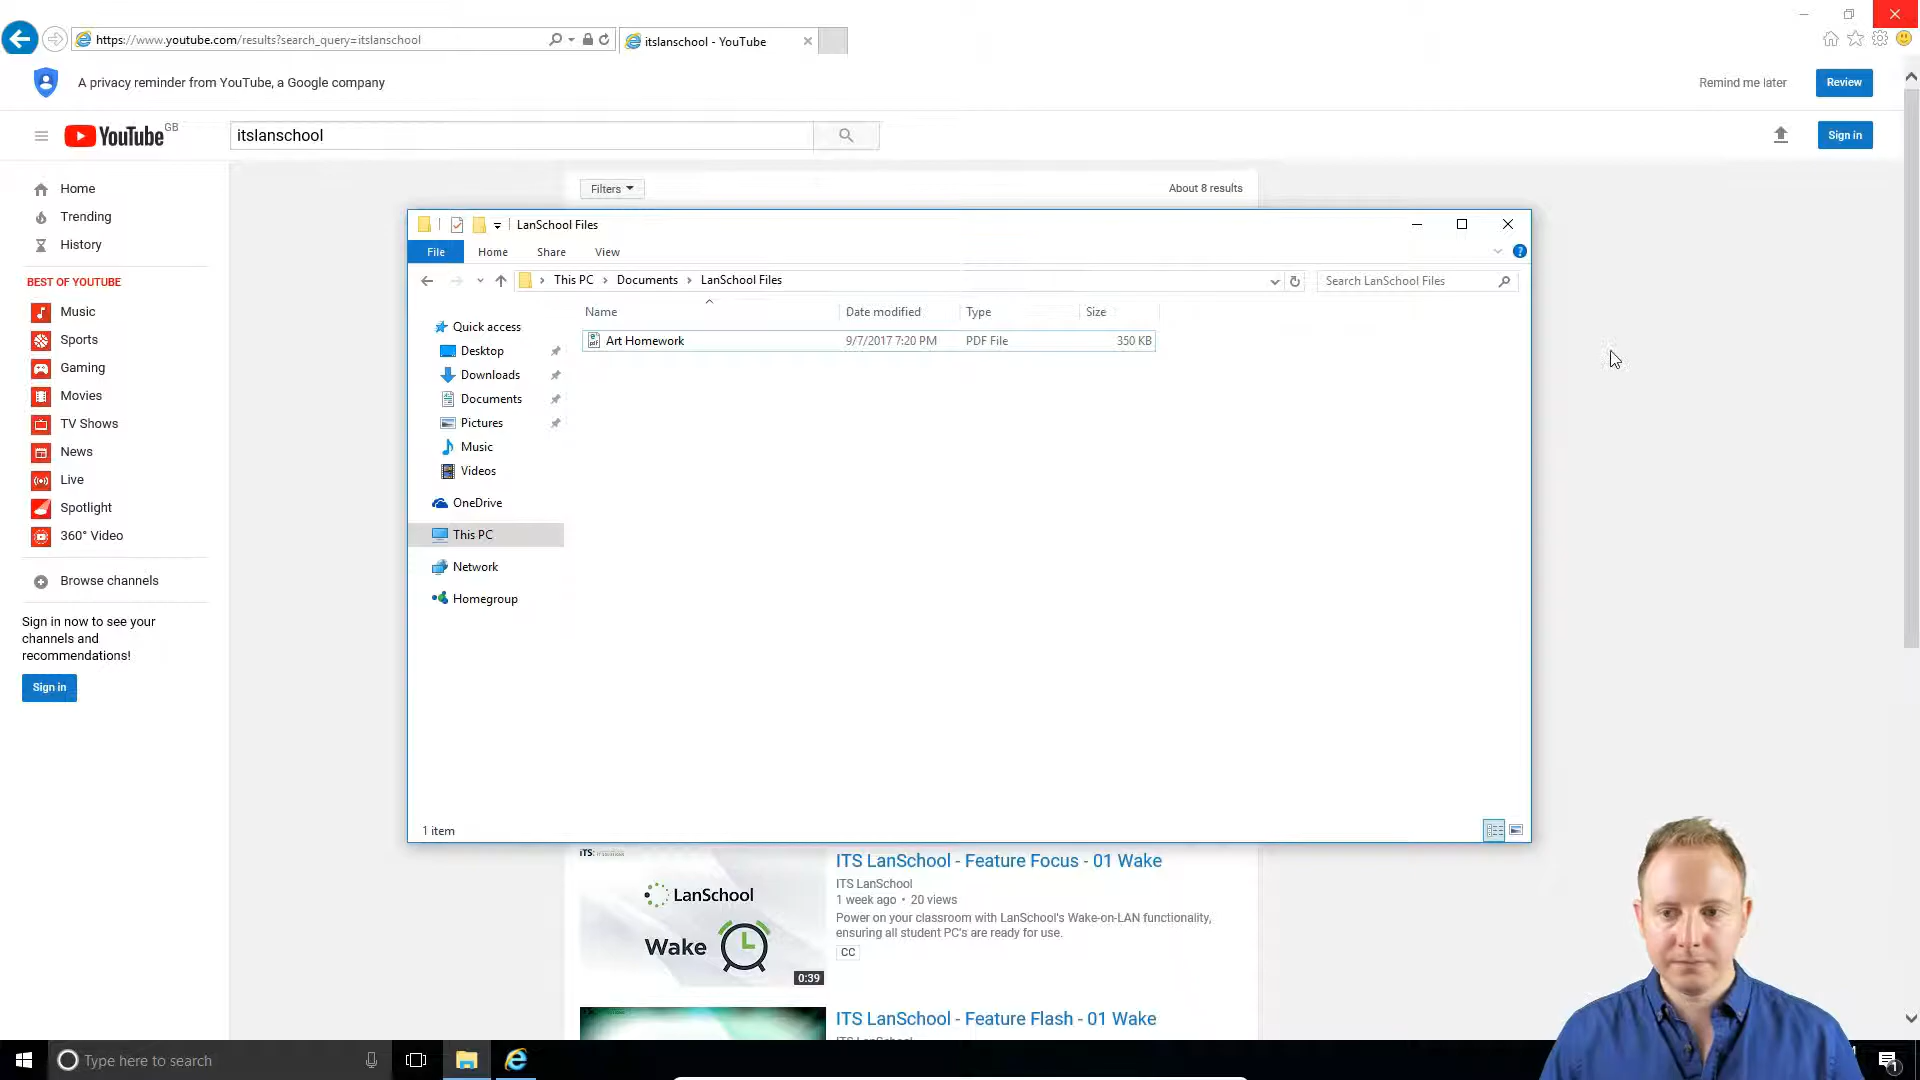 https://www.youtube.com/results?search_query=itslanschool
itslanschool - YouTube
A privacy reminder from YouTube, a Google company
Remind me later
Review
YouTube GB
itslanschool
Sign in
Home
Trending
History
BEST OF YOUTUBE
Music
Sports
Gaming
Movies
TV Shows
News
Live
Spotlight
360° Video
Browse channels
Sign in now to see your
channels and
recommendations!
Sign in
Filters
About 8 results
LanSchool Files
File
Home
Share
View
This PC
Documents
LanSchool Files
Search LanSchool Files
Name
Date modified
Type
Size
Art Homework
9/7/2017 7:20 PM
PDF File
350 KB
Quick access
Desktop
Downloads
Documents
Pictures
Music
Videos
OneDrive
This PC
Network
Homegroup
1 item
iTS:
LanSchool
Wake
0:39
ITS LanSchool - Feature Focus - 01 Wake
ITS LanSchool
1 week ago • 20 views
Power on your classroom with LanSchool's Wake-on-LAN functionality,
ensuring all student PC's are ready for use.
CC
ITS LanSchool - Feature Flash - 01 Wake
Type here to search
1